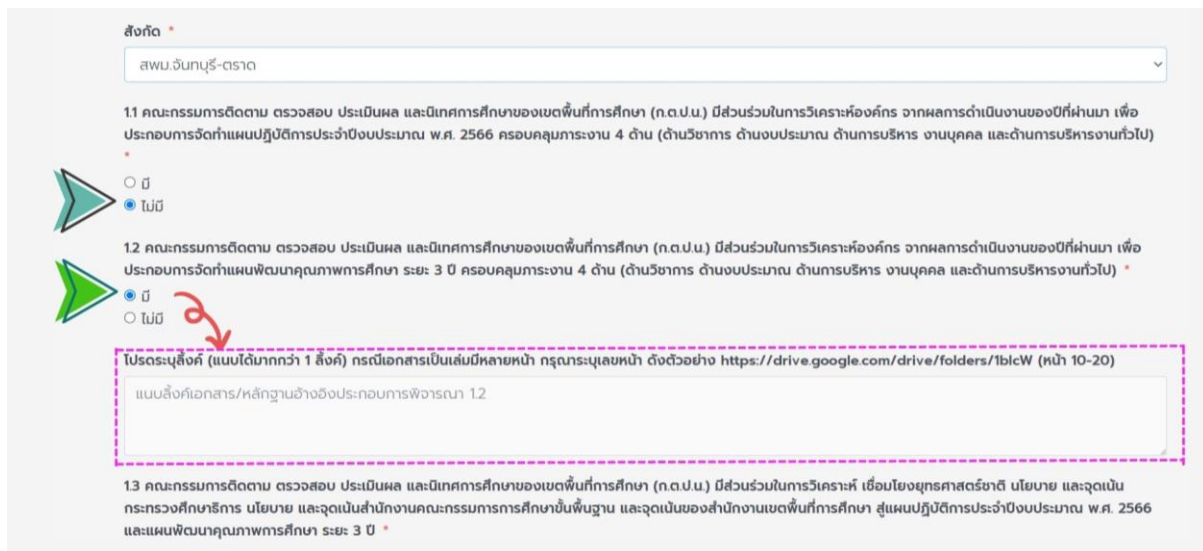 สังกัด *
สพม.จันทบุรี-ตราด
1.1 คณะกรรมการติดตาม ตรวจสอบ ประเมินผล และนิเทศการศึกษาของเขตพื้นที่การศึกษา (ก.ต.ป.น.) มีส่วนร่วมในการวิเคราะห์องค์กร จากผลการดำเนินงานของปีที่ผ่านมา เพื่อ
ประกอบการจัดทำแผนปฏิบัติการประจำปีงบประมาณ พ.ศ. 2566 ครอบคลุมภาระงาน 4 ด้าน (ด้านวิชาการ ด้านงบประมาณ ด้านการบริหาร งานบุคคล และด้านการบริหารงานทั่วไป)
*
มี
ไม่มี
1.2 คณะกรรมการติดตาม ตรวจสอบ ประเมินผล และนิเทศการศึกษาของเขตพื้นที่การศึกษา (ก.ต.ป.น.) มีส่วนร่วมในการวิเคราะห์องค์กร จากผลการดำเนินงานของปีที่ผ่านมา เพื่อ
ประกอบการจัดทำแผนพัฒนาคุณภาพการศึกษา ระยะ 3 ปี ครอบคลุมภาระงาน 4 ด้าน (ด้านวิชาการ ด้านงบประมาณ ด้านการบริหาร งานบุคคล และด้านการบริหารงานทั่วไป) *
มี
ไม่มี
โปรดระบุลิ้งค์ (แนบได้มากกว่า 1 ลิ้งค์) กรณีเอกสารเป็นเล่มมีหลายหน้า กรุณาระบุเลขหน้า ดังตัวอย่าง https://drive.google.com/drive/folders/1blcW (หน้า 10-20)
แนบลิ้งค์เอกสาร/หลักฐานอ้างอิงประกอบการพิจารณา 1.2
1.3 คณะกรรมการติดตาม ตรวจสอบ ประเมินผล และนิเทศการศึกษาของเขตพื้นที่การศึกษา (ก.ต.ป.น.) มีส่วนร่วมในการวิเคราะห์ เชื่อมโยงยุทธศาสตร์ชาติ นโยบาย และจุดเน้น
กระทรวงศึกษาธิการ นโยบาย และจุดเน้นสำนักงานคณะกรรมการการศึกษาขั้นพื้นฐาน และจุดเน้นของสำนักงานเขตพื้นที่การศึกษา สู่แผนปฏิบัติการประจำปีงบประมาณ พ.ศ. 2566
และแผนพัฒนาคุณภาพการศึกษา ระยะ 3 ปี *